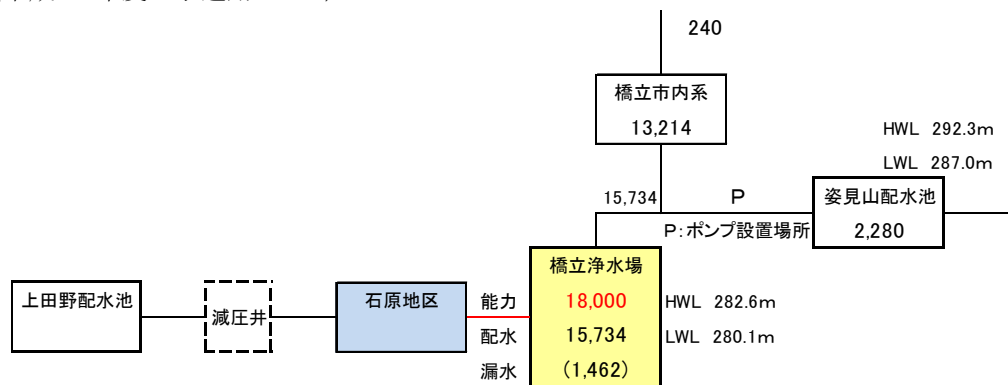 240
橋立市内系
13,214
HWL 292.3m
LWL 287.0m
15,734
P
姿見山配水池
2,280
P:ポンプ設置場所
橋立浄水場
上田野配水池
減圧井
石原地区
能力
18,000
HWL 282.6m
配水
15,734
LWL 280.1m
漏水
(1,462)